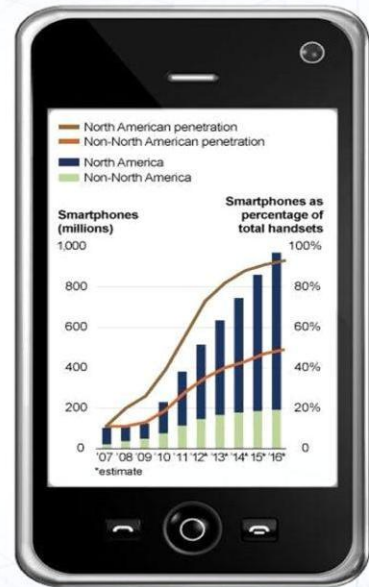 North American penetration
Non-North American penetration
North America
Non-North America
Smartphones
(millions)
Smartphones as
percentage of
total handsets
1,000
100%
800
80%
600
60%
400
40%
200
20%
0
0
'07 '08 '09 '10 '11 '12* '13* '14* '15* '16*
*estimate